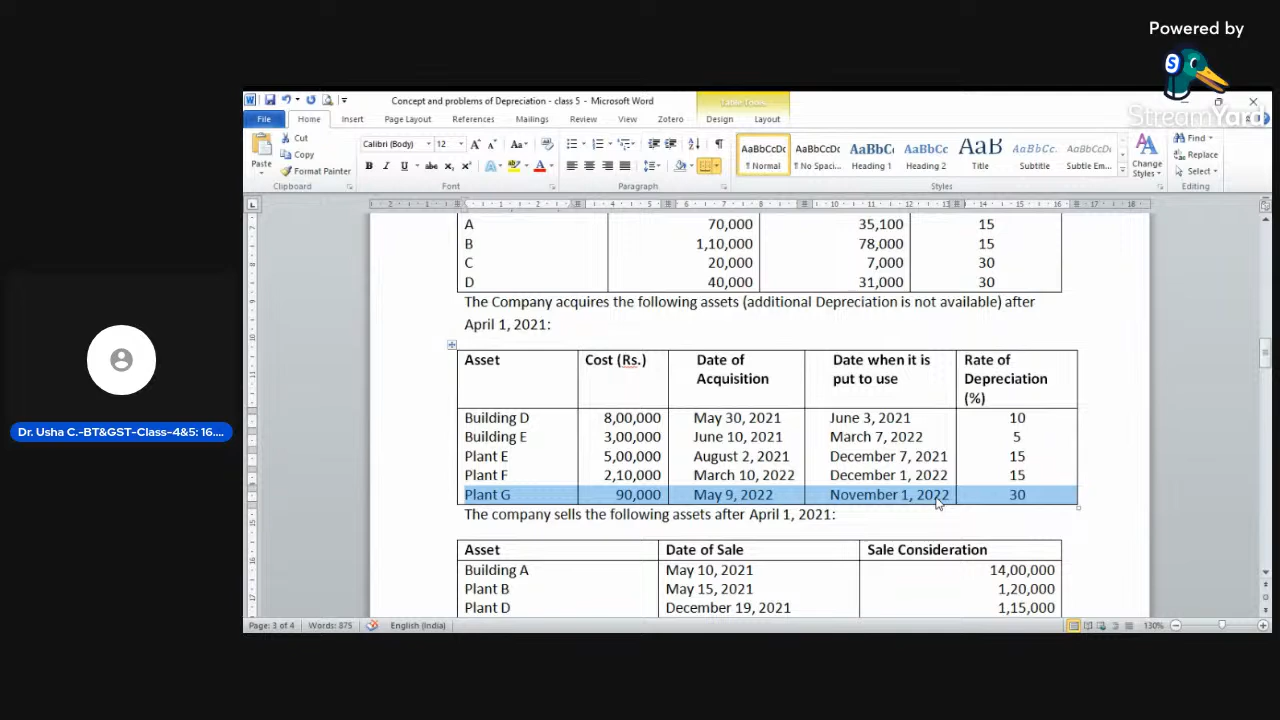 Powered by
S
StreamYard
Concept and problems of Depreciation - class 5 - Microsoft Word
Table Tools
File Home Insert Page Layout References Mailings Review View Zotero Design Layout
Paste
Cut
Copy
Format Painter
Clipboard
Calibri (Body) 12
Font
Paragraph
AaBbCcDc AaBbCcDc AaBbCc AaBbCc AaB AaBbCcDc AaBbCcDc
¶ Normal ¶ No Spaci... Heading 1 Heading 2 Title Subtitle Subtle Em...
Change Styles
Styles
Find
Replace
Select
Editing
A 70,000 35,100 15
B 1,10,000 78,000 15
C 20,000 7,000 30
D 40,000 31,000 30
The Company acquires the following assets (additional Depreciation is not available) after
April 1, 2021:
Asset Cost (Rs.) Date of Date when it is Rate of
Acquisition put to use Depreciation
(%)
Building D 8,00,000 May 30, 2021 June 3, 2021 10
Building E 3,00,000 June 10, 2021 March 7, 2022 5
Plant E 5,00,000 August 2, 2021 December 7, 2021 15
Plant F 2,10,000 March 10, 2022 December 1, 2022 15
Plant G 90,000 May 9, 2022 November 1, 2022 30
The company sells the following assets after April 1, 2021:
Asset Date of Sale Sale Consideration
Building A May 10, 2021 14,00,000
Plant B May 15, 2021 1,20,000
Plant D December 19, 2021 1,15,000
Page: 3 of 4 Words: 875 English (India) 130%
Dr. Usha C.-BT&GST-Class-4&5: 16....